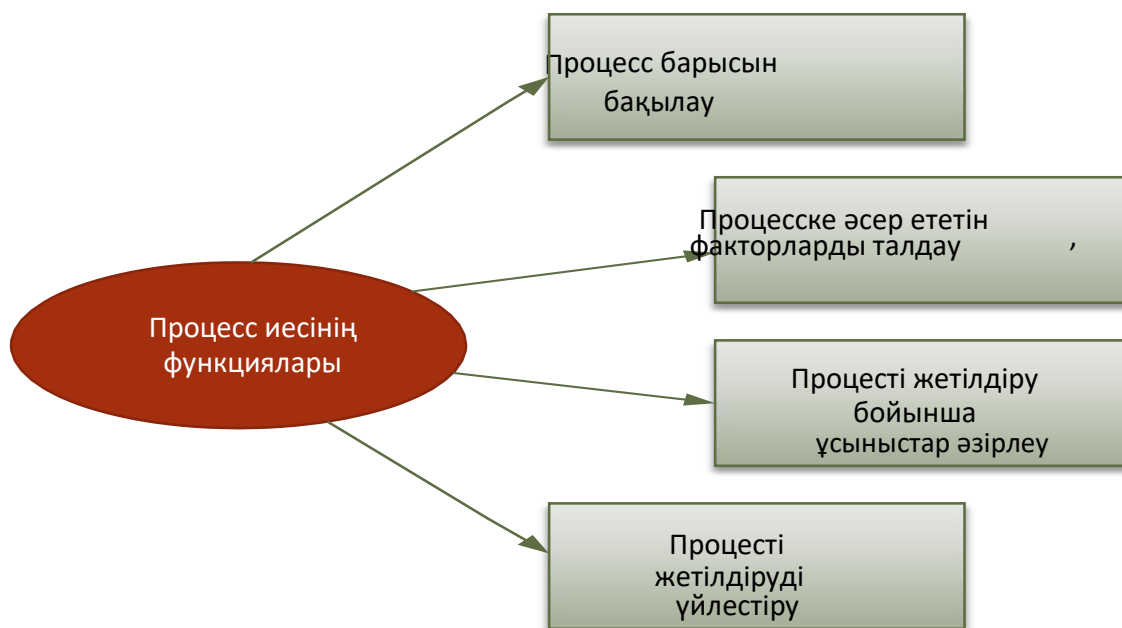 Процесс барысын
бақылау
Процесске әсер ететін
факторларды талдау ,
Процесс иесінің
функциялары
Процесті жетілдіру
бойынша
ұсыныстар әзірлеу
Процесті
жетілдіруді
үйлестіру